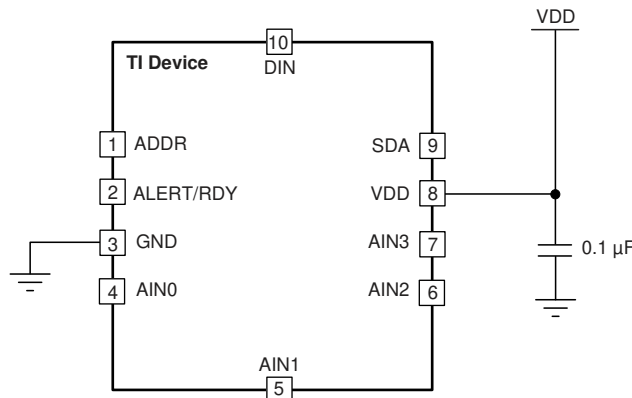 VDD
10
TI Device
DIN
1 ADDR
SDA 9
2 ALERT/RDY
VDD 8
3 GND
AIN3 7
0.1 µF
4 AIN0
AIN2 6
AIN1
5